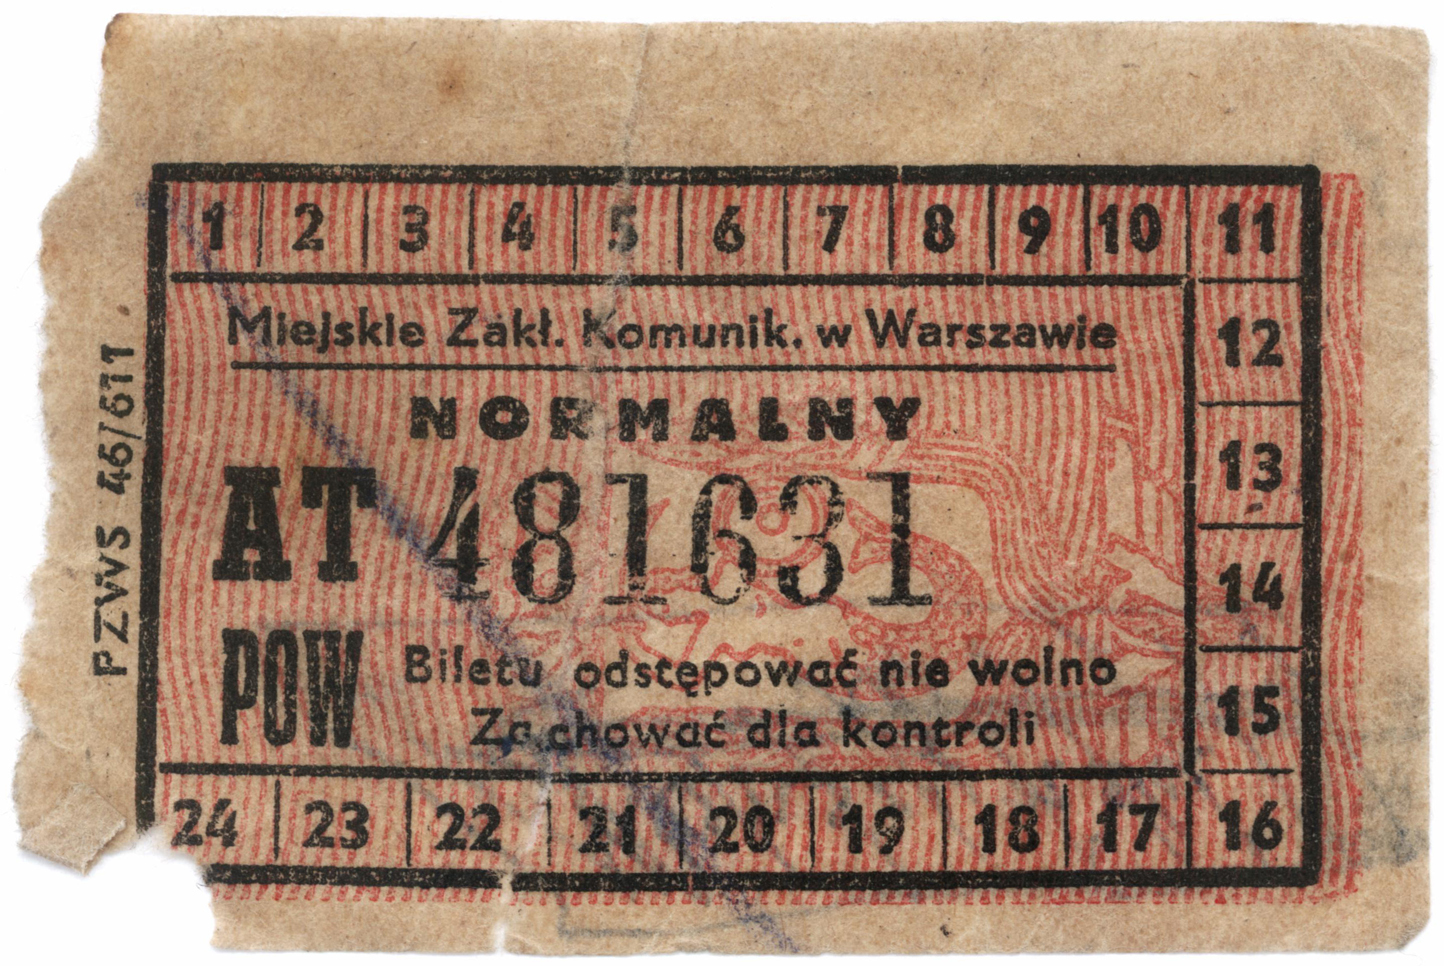 1 2 3 4 5 6 7 8 9 10 11
Miejskie Zakł. Komunik. w Warszawie
12
NORMALNY
13
AT 481631
14
POW
Biletu odstępować nie wolno
Zachować dla kontroli
15
24 23 22 21 20 19 18 17 16
PZWS 46/611